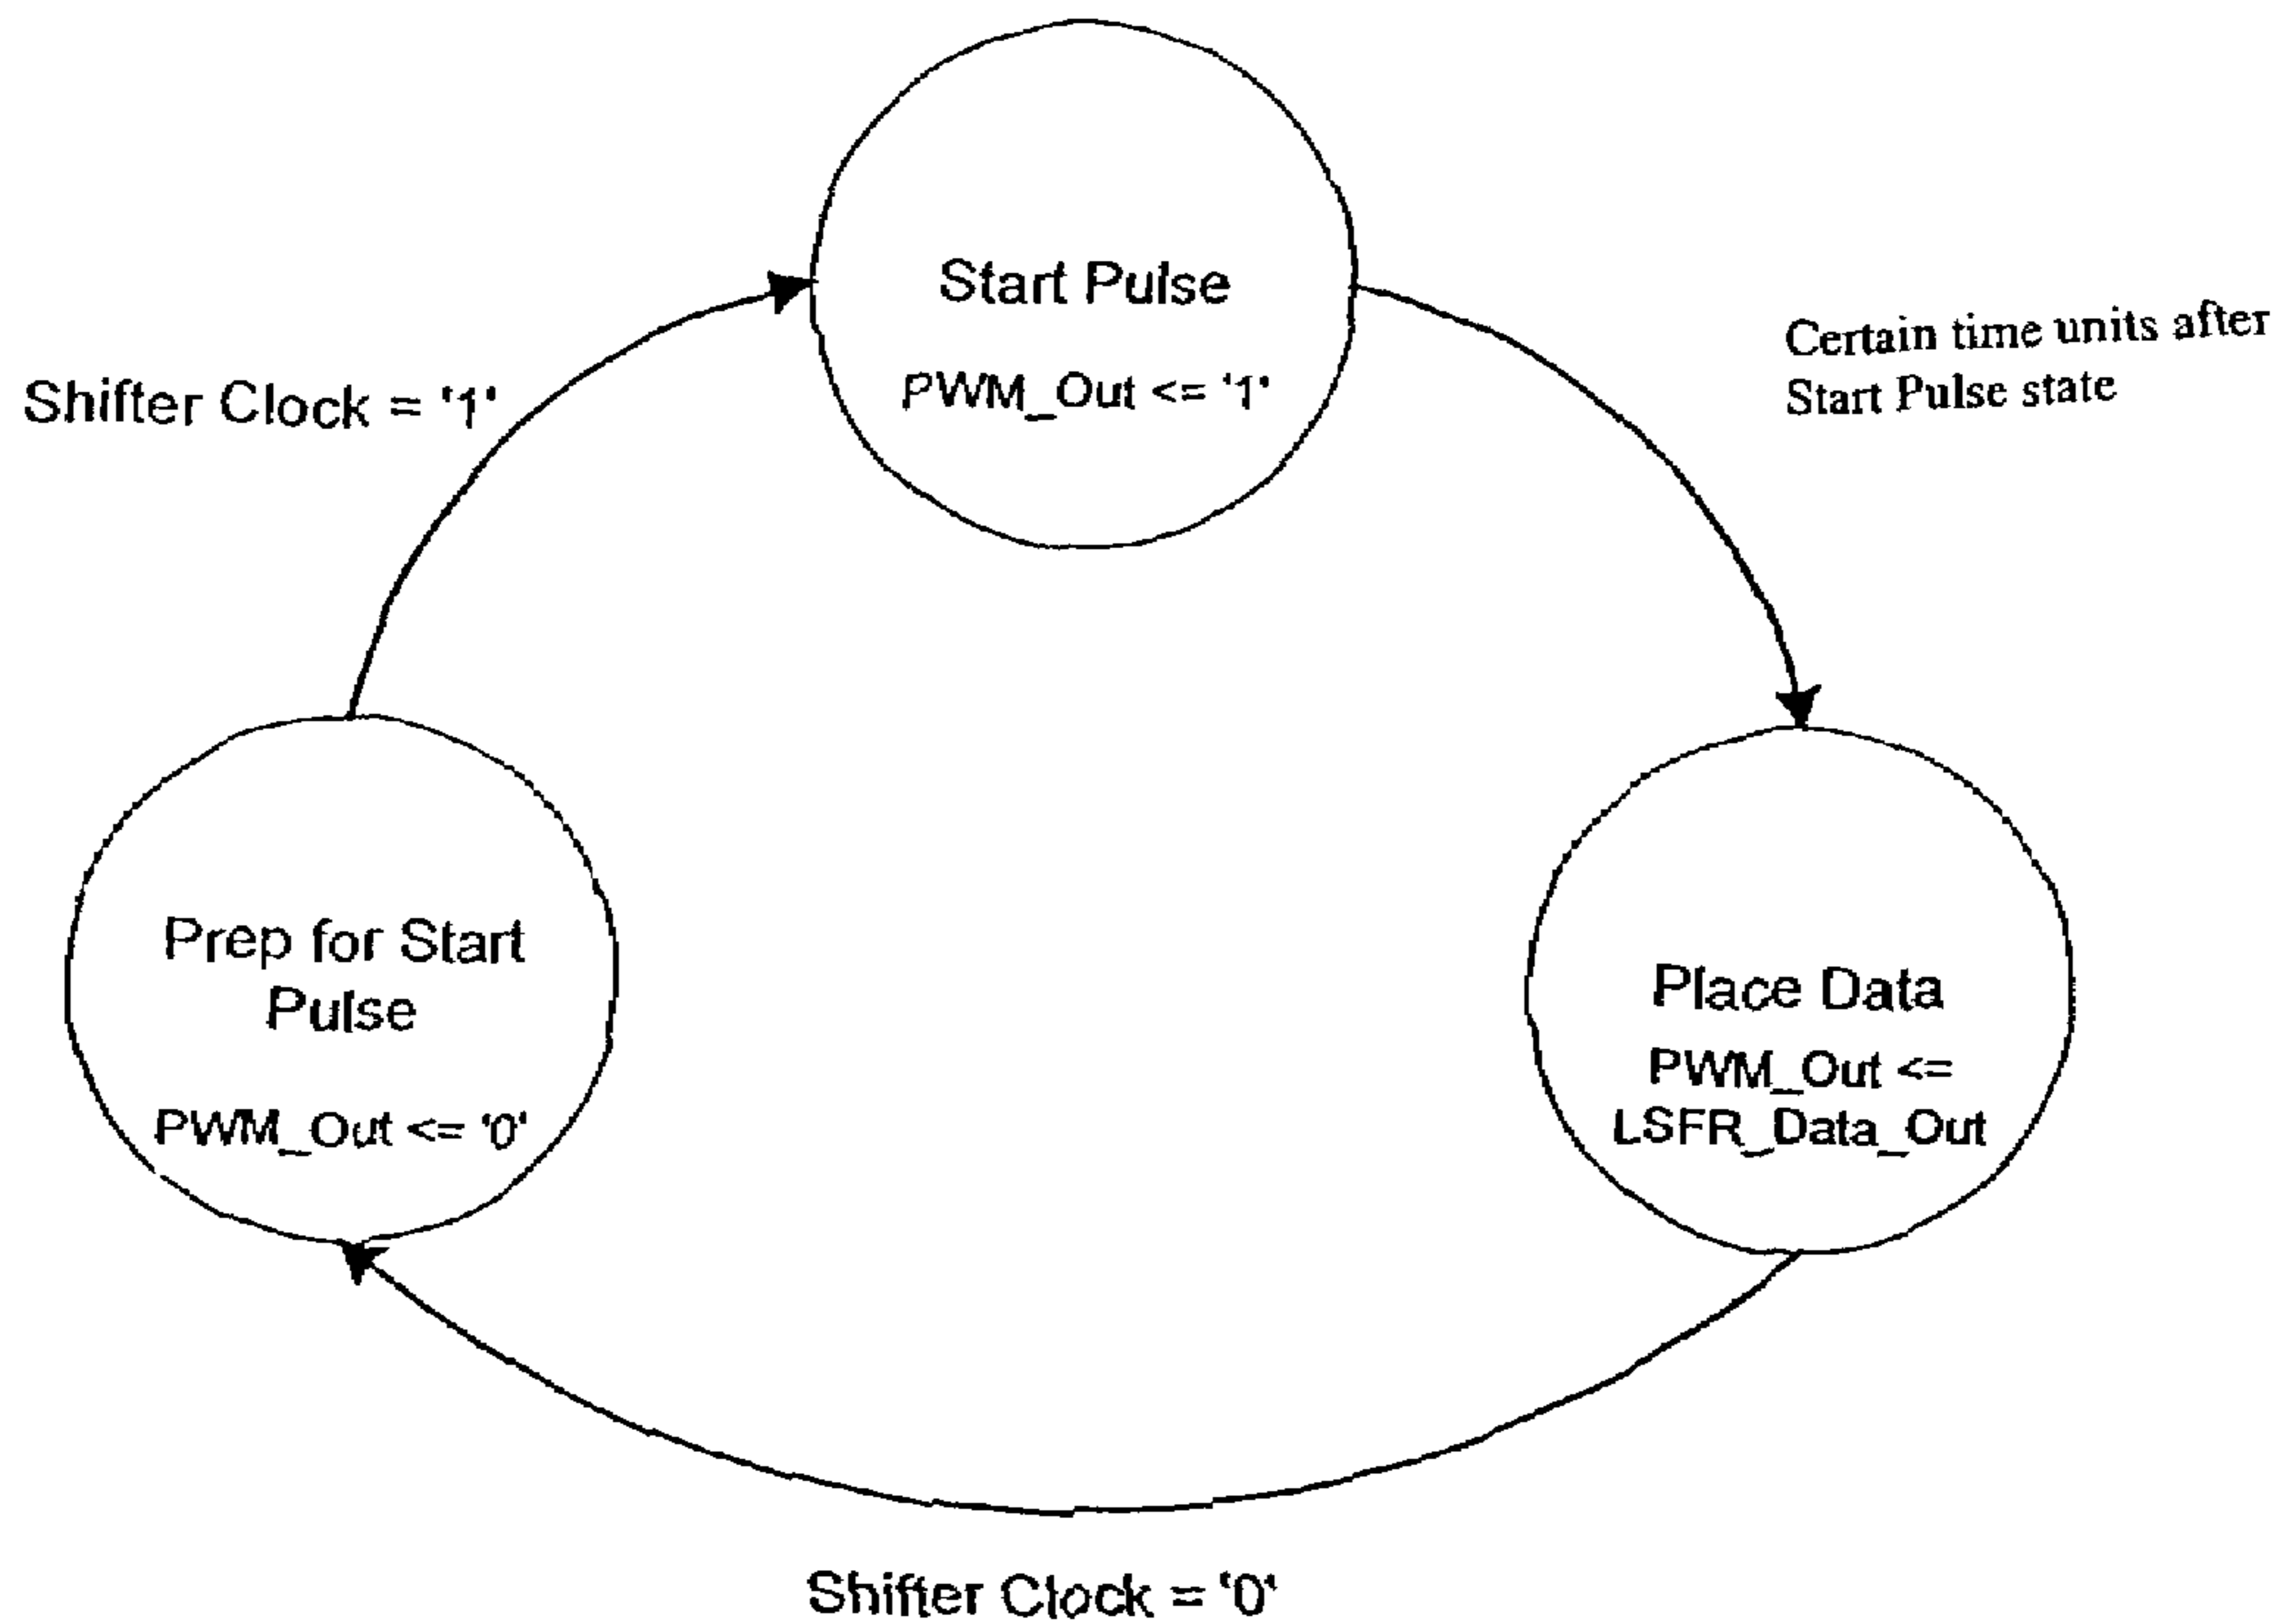 Start Pulse
PWM_Out <= '1'
Certain time units after
Start Pulse state
Shifter Clock = '1'
Prep for Start
Pulse
PWM_Out <= '0'
Place Data
PWM_Out <=
LSFR_Data_Out
Shifter Clock = '0'